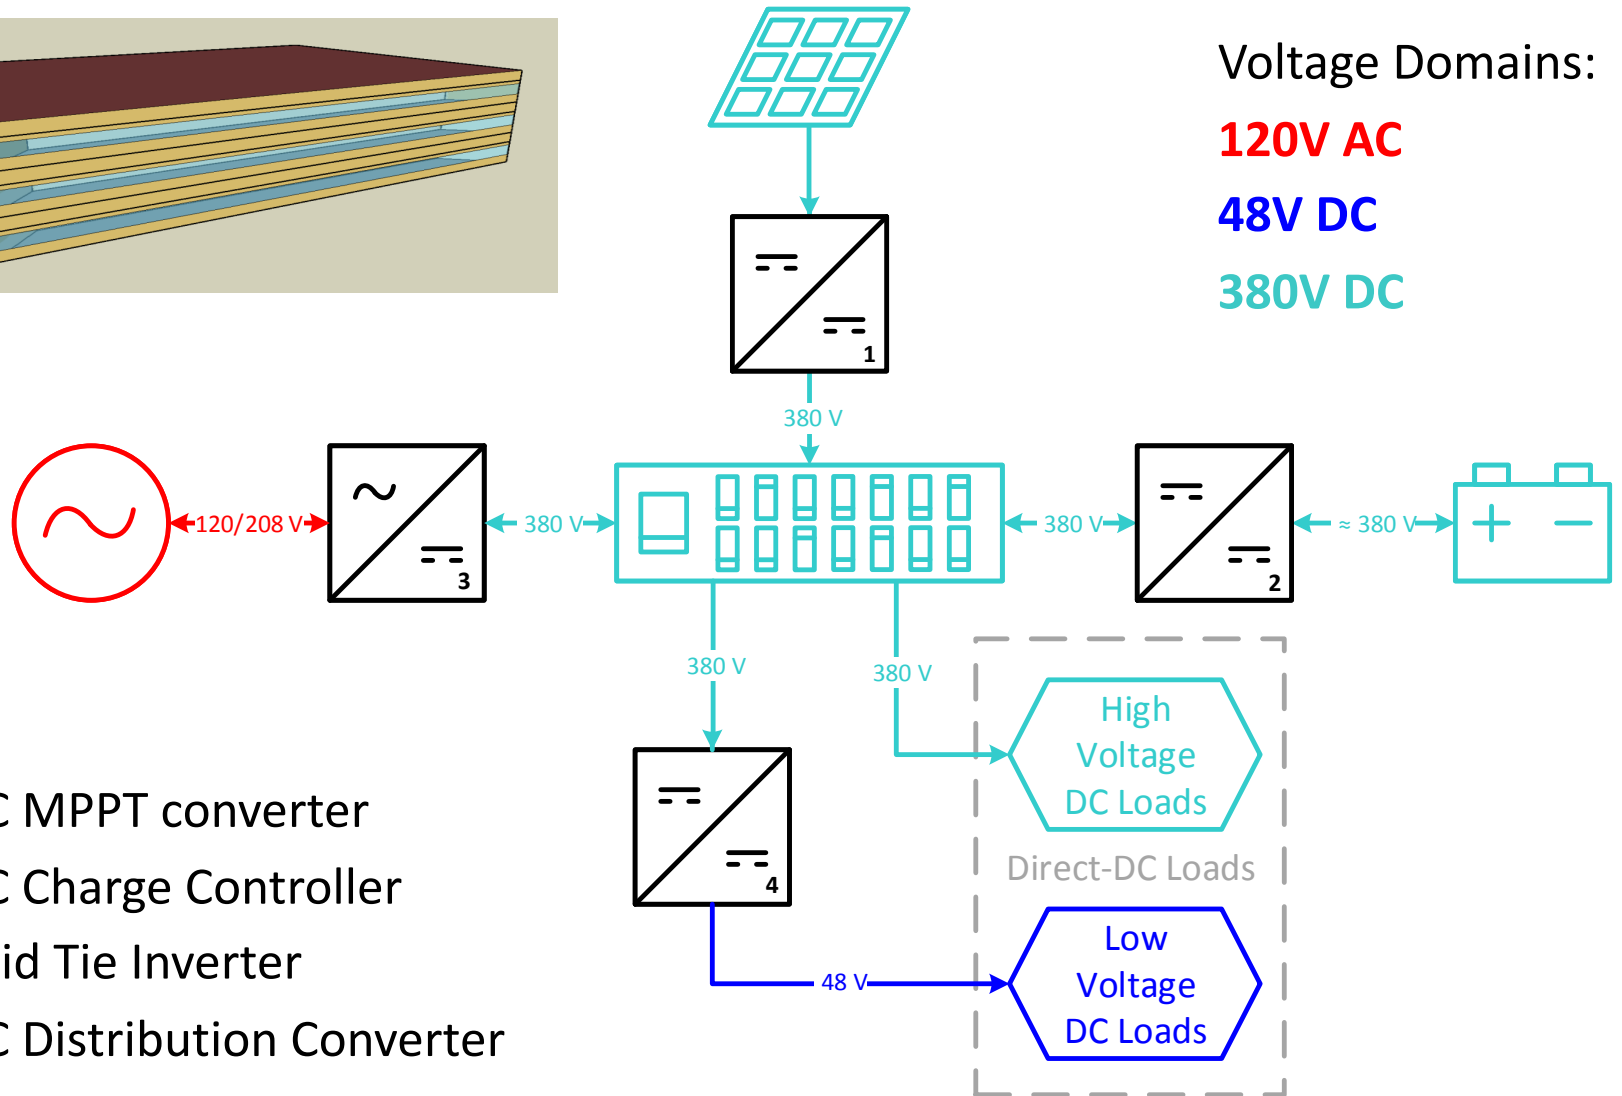 Voltage Domains:
120V AC
48V DC
380V DC
1
380 V
120/208 V
3
380 V
380 V
2
≈ 380 V
380 V
380 V
High
Voltage
DC Loads
Direct-DC Loads
4
48 V
Low
Voltage
DC Loads
C MPPT converter
C Charge Controller
id Tie Inverter
C Distribution Converter